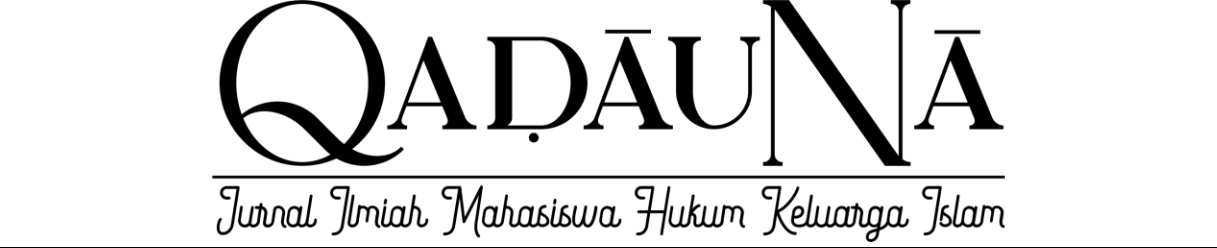 QAḌĀUNĀ
Jurnal Ilmiah Mahasiswa Hukum Keluarga Islam